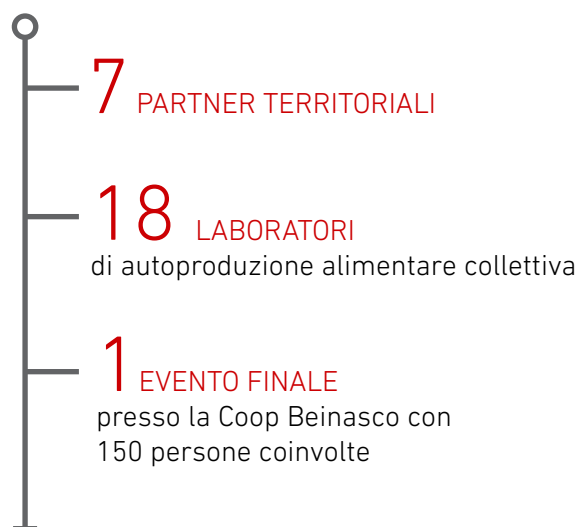 7 PARTNER TERRITORIALI
18 LABORATORI
di autoproduzione alimentare collettiva
1 EVENTO FINALE
presso la Coop Beinasco con
150 persone coinvolte